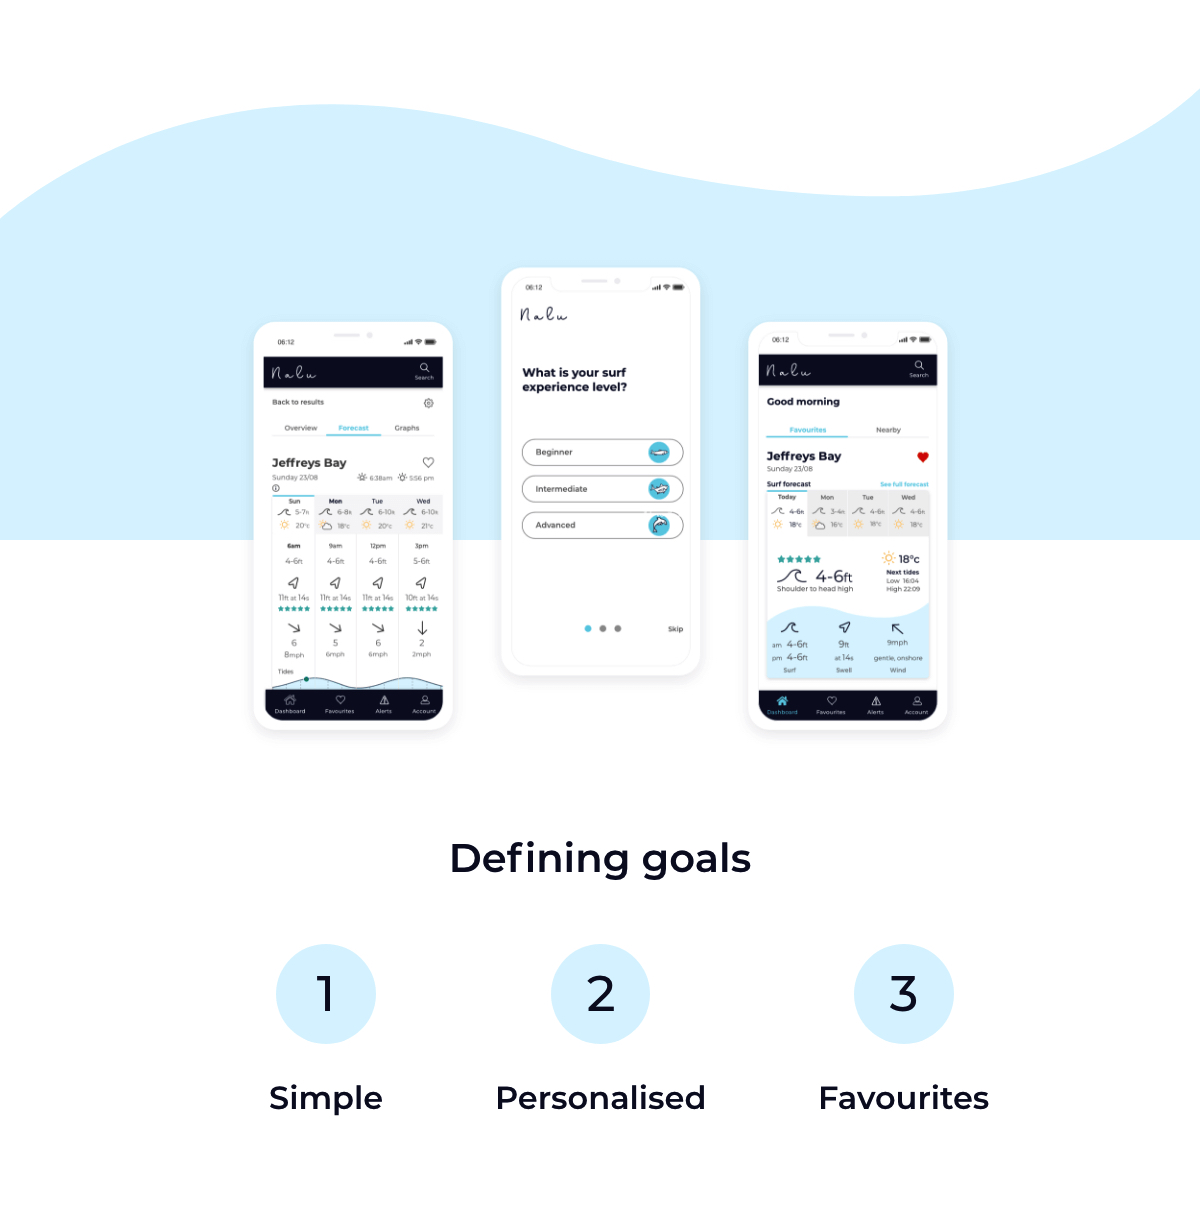 06:12
Nalu
Search
Back to results
Overview Forecast Graphs
Jeffreys Bay
Sunday 23/08 6:38am 5:56 pm
Sun Mon Tue Wed
5-7ft 6-8ft 6-10ft 6-10ft
20°c 18°c 20°c 21°c
6am 9am 12pm 3pm
4-6ft 4-6ft 4-6ft 5-6ft
11ft at 14s 11ft at 14s 11ft at 14s 10ft at 14s
6 5 6 2
8mph 6mph 6mph 2mph
Tides
Dashboard Favourites Alerts Account
06:12
Nalu
What is your surf
experience level?
Beginner
Intermediate
Advanced
Skip
06:12
Nalu
Search
Good morning
Favourites Nearby
Jeffreys Bay
Sunday 23/08
Surf forecast See full forecast
Today Mon Tue Wed
4-6ft 3-4ft 4-6ft 4-6ft
18°c 16°c 18°c 18°c
18°c
4-6ft
Shoulder to head high
Next tides
Low 16:04
High 22:09
am 4-6ft 9ft 9mph
pm 4-6ft at 14s gentle, onshore
Surf Swell Wind
Dashboard Favourites Alerts Account
Defining goals
1 2 3
Simple Personalised Favourites